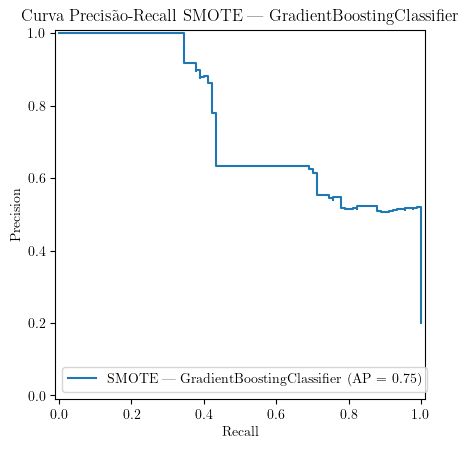 Curva Precisão-Recall SMOTE — GradientBoostingClassifier
1.0
0.8
0.6
0.4
0.2
0.0
Precision
SMOTE — GradientBoostingClassifier (AP = 0.75)
0.0 0.2 0.4 0.6 0.8 1.0
Recall